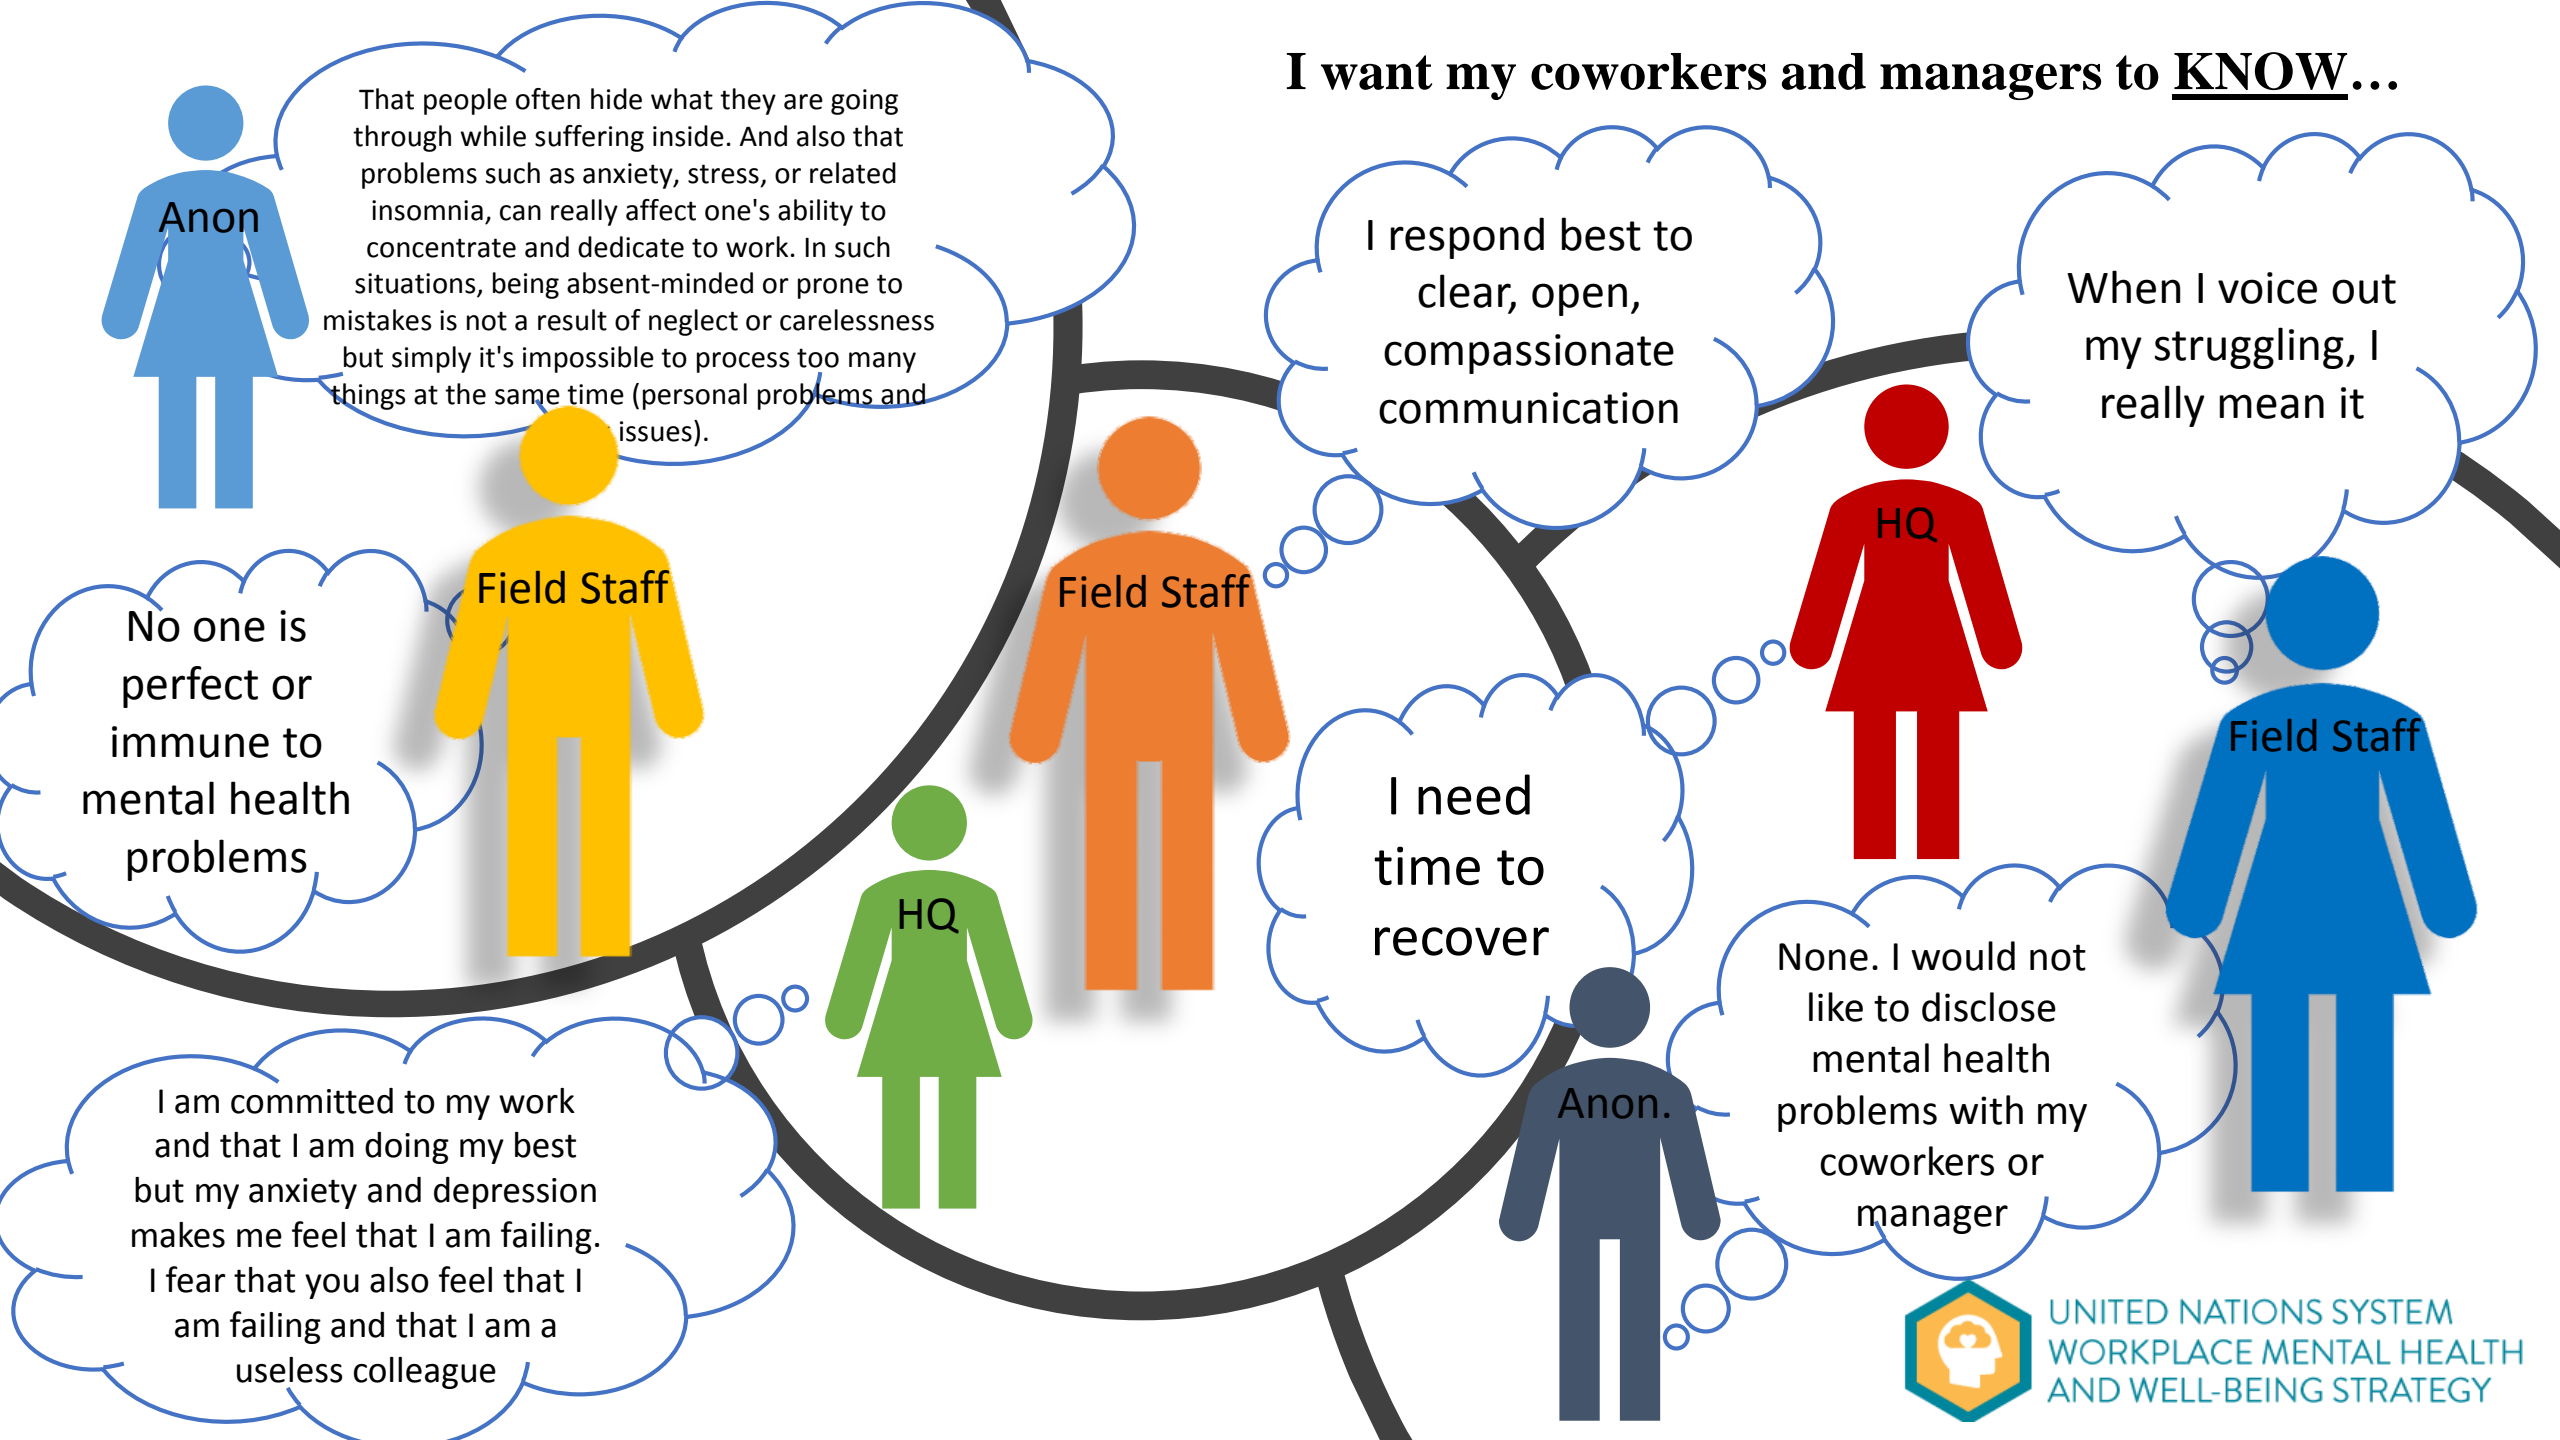 I want my coworkers and managers to KNOW...
Anon
That people often hide what they are going
through while suffering inside. And also that
problems such as anxiety, stress, or related
insomnia, can really affect one's ability to
concentrate and dedicate to work. In such
situations, being absent-minded or prone to
mistakes is not a result of neglect or carelessness
but simply it's impossible to process too many
things at the same time (personal problems and
issues).
I respond best to
clear, open,
compassionate
communication
When I voice out
my struggling, I
really mean it
HQ
Field Staff
Field Staff
No one is
perfect or
immune to
mental health
problems
Field Staff
I need
time to
recover
HQ
None. I would not
like to disclose
mental health
problems with my
coworkers or
manager
Anon.
I am committed to my work
and that I am doing my best
but my anxiety and depression
makes me feel that I am failing.
I fear that you also feel that I
am failing and that I am a
useless colleague
UNITED NATIONS SYSTEM
WORKPLACE MENTAL HEALTH
AND WELL-BEING STRATEGY